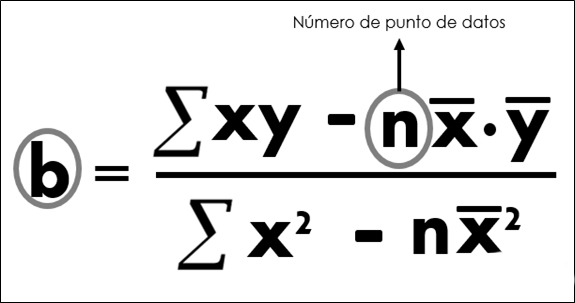 Número de punto de datos
∑xy - nx̅·y̅
b =
∑ x² - nx̅²